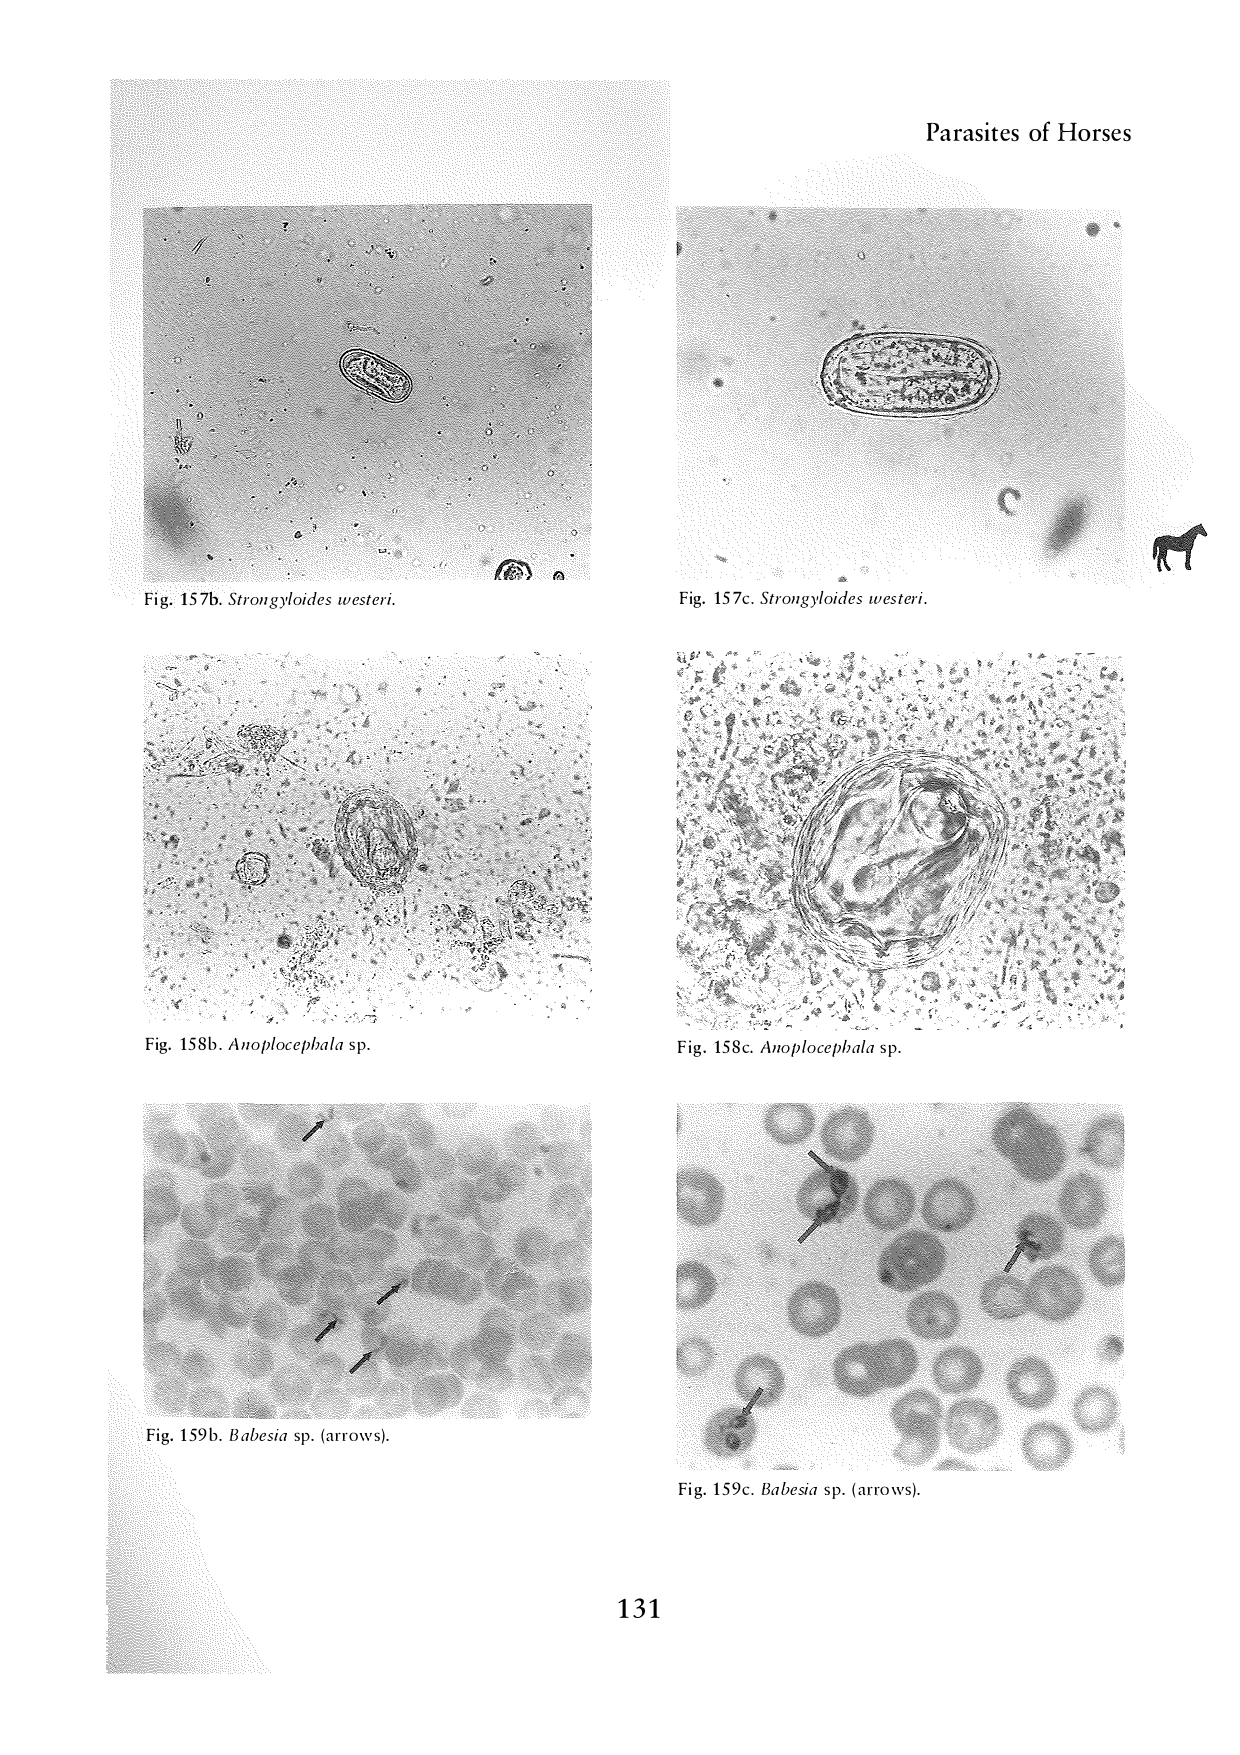 Parasites of Horses
Fig. 157b. Strongyloides westeri.
Fig. 157c. Strongyloides westeri.
Fig. 158b. Anoplocephala sp.
Fig. 158c. Anoplocephala sp.
Fig. 159b. Babesia sp. (arrows).
Fig. 159c. Babesia sp. (arrows).
131